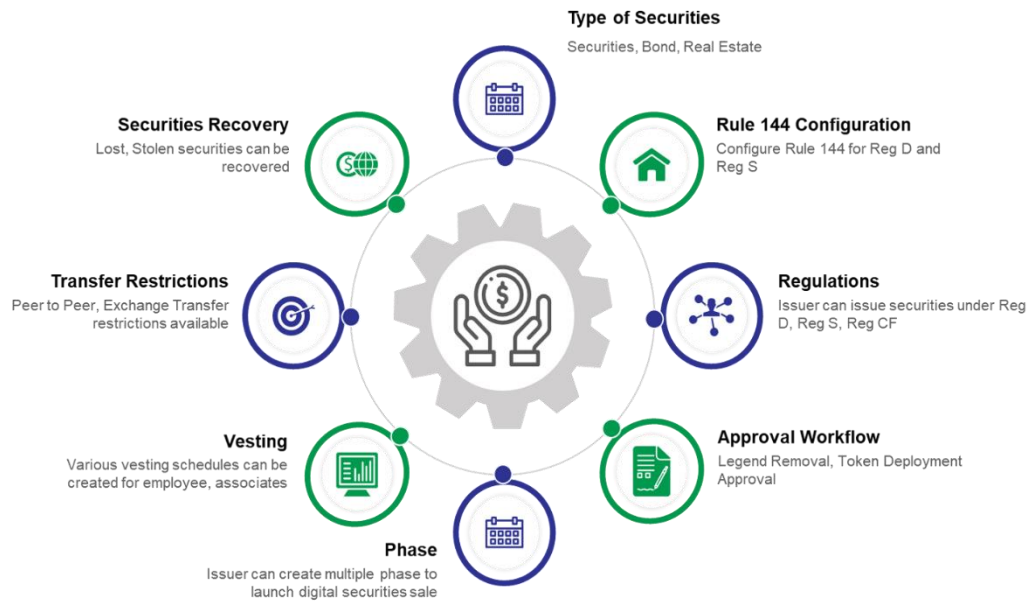 Type of Securities
Securities, Bond, Real Estate
Securities Recovery
Lost, Stolen securities can be
recovered
Rule 144 Configuration
Configure Rule 144 for Reg D and
Reg S
Transfer Restrictions
Peer to Peer, Exchange Transfer
restrictions available
$
Regulations
Issuer can issue securities under Reg
D, Reg S, Reg CF
Vesting
Various vesting schedules can be
created for employee, associates
Approval Workflow
Legend Removal, Token Deployment
Approval
Phase
Issuer can create multiple phase to
launch digital securities sale